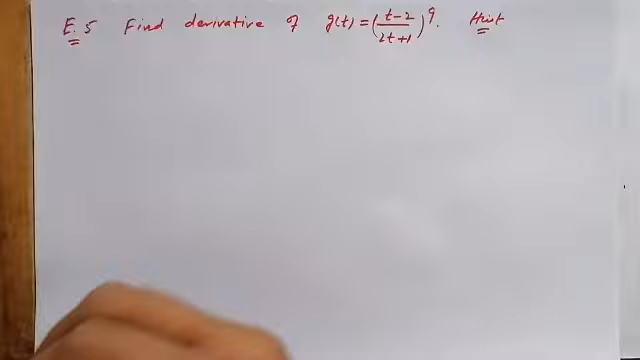 E.5 Find derivative of g(t) = (t-2/2t+1)^9. Hint